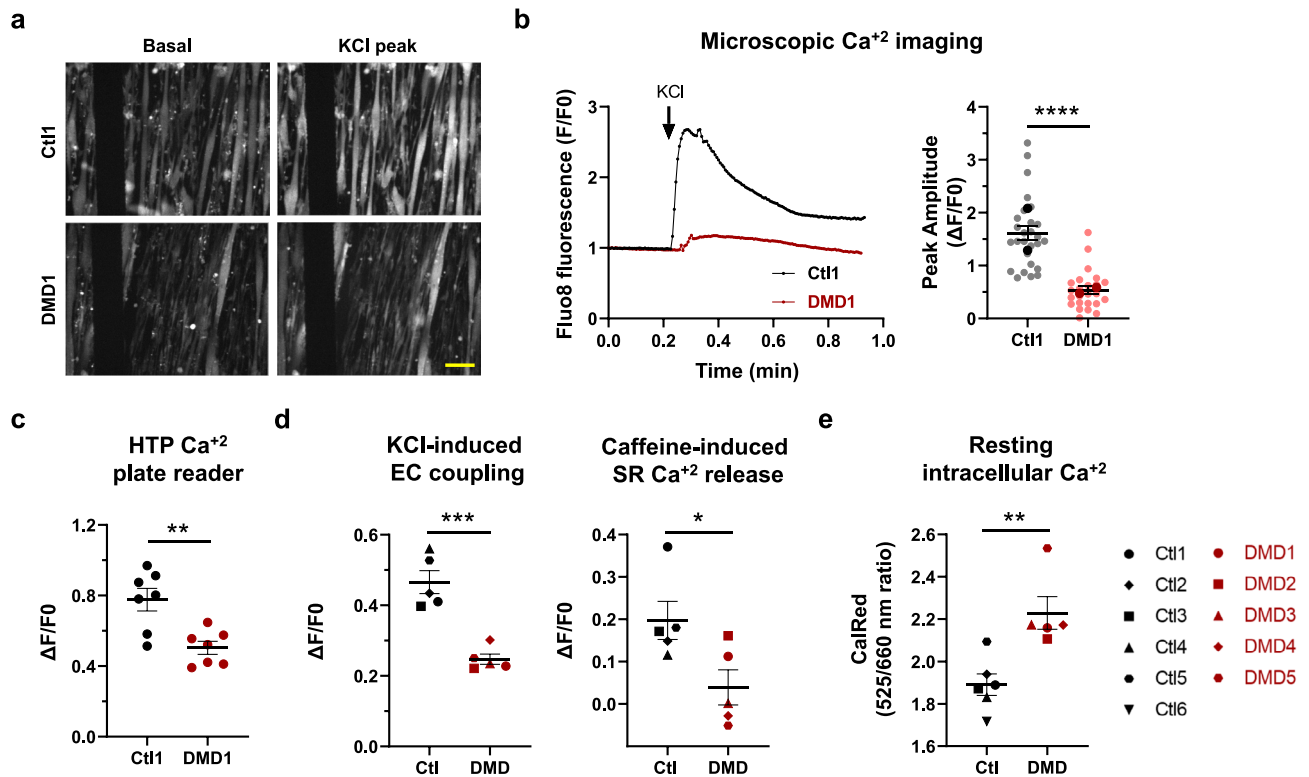 a
Basal
KCl peak
Ctl1
DMD1
b
Microscopic Ca+2 imaging
KCl
Fluo8 fluorescence (F/F0)
3
2
1
0
0.0 0.2 0.4 0.6 0.8 1.0
Time (min)
Ctl1
DMD1
****
Peak Amplitude
(ΔF/F0)
4
3
2
1
0
Ctl1 DMD1
c
HTP Ca+2
plate reader
**
ΔF/F0
1.2
0.8
0.4
0.0
Ctl1 DMD1
d
KCl-induced
EC coupling
***
ΔF/F0
0.6
0.4
0.2
0.0
Ctl DMD
Caffeine-induced
SR Ca+2 release
*
ΔF/F0
0.4
0.3
0.2
0.1
0.0
Ctl DMD
e
Resting
intracellular Ca+2
**
CalRed
(525/660 nm ratio)
2.6
2.4
2.2
2.0
1.8
1.6
Ctl DMD
Ctl1 DMD1
Ctl2 DMD2
Ctl3 DMD3
Ctl4 DMD4
Ctl5 DMD5
Ctl6